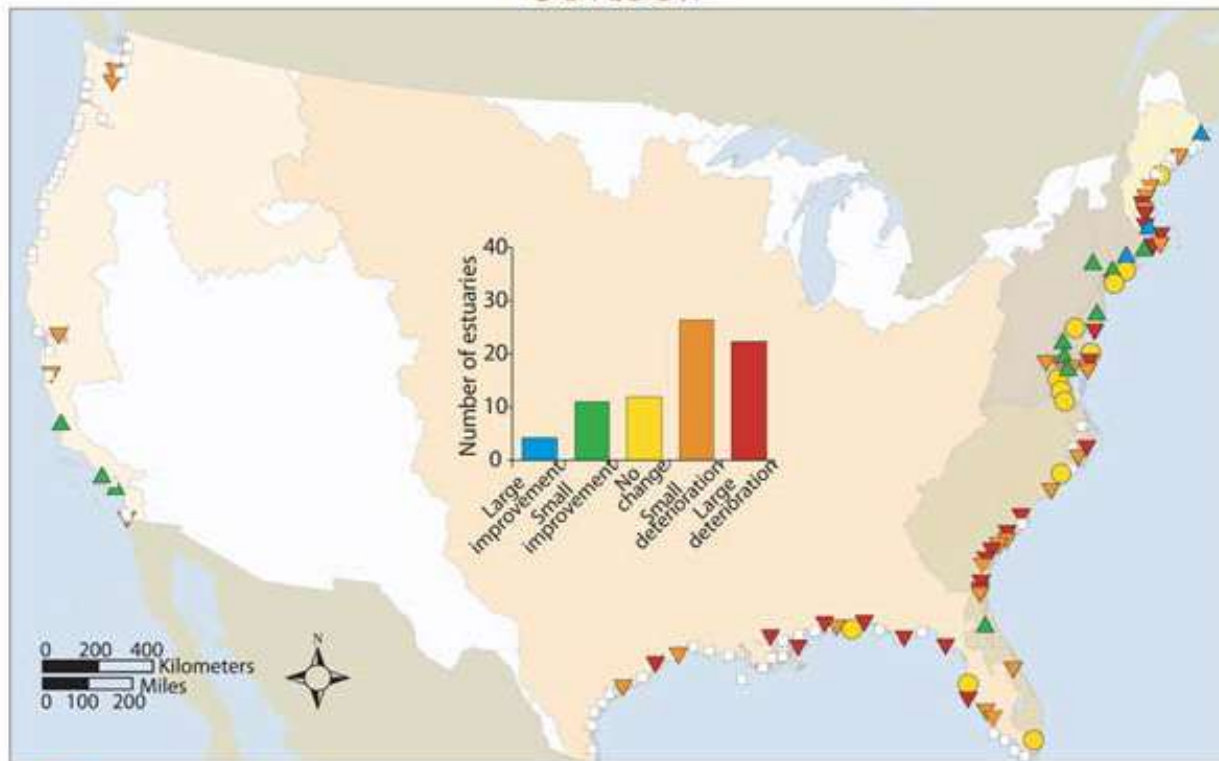 40
30
20
10
0
Number of estuaries
Large
improvement
Small
improvement
No
change
Small
deterioration
Large
deterioration
N
0 200 400
Kilometers
Miles
0 100 200